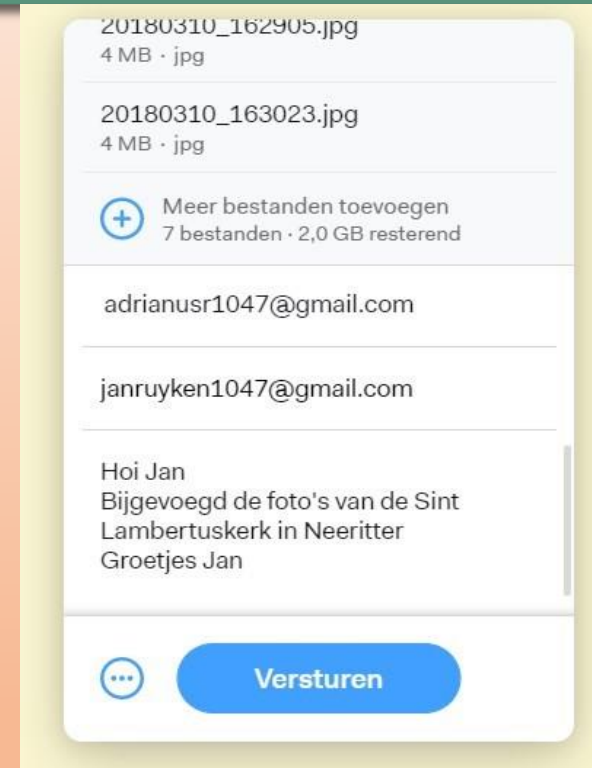 20180310_162905.jpg
4 MB · jpg
20180310_163023.jpg
4 MB · jpg
Meer bestanden toevoegen
7 bestanden · 2,0 GB resterend
adrianusr1047@gmail.com
janruyken1047@gmail.com
Hoi Jan
Bijgevoegd de foto's van de Sint
Lambertuskerk in Neeritter
Groetjes Jan
Versturen